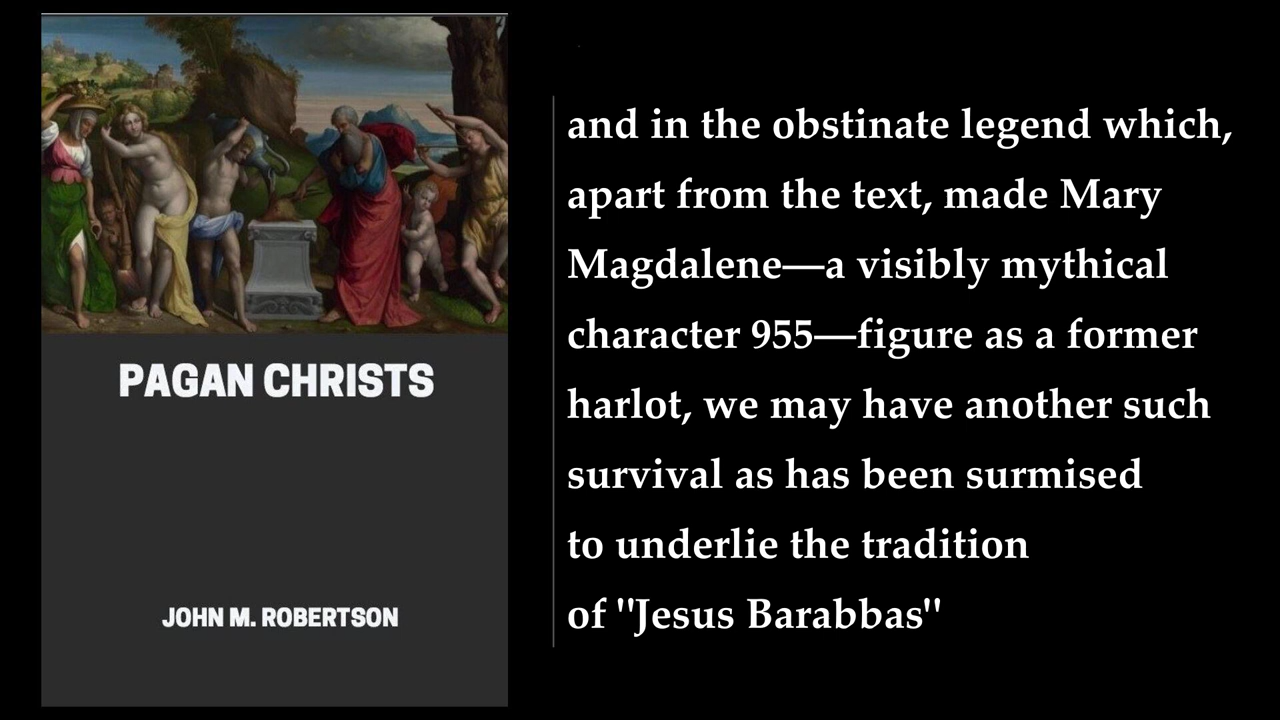 PAGAN CHRISTS
JOHN M. ROBERTSON
and in the obstinate legend which,
apart from the text, made Mary
Magdalene—a visibly mythical
character 955—figure as a former
harlot, we may have another such
survival as has been surmised
to underlie the tradition
of "Jesus Barabbas"